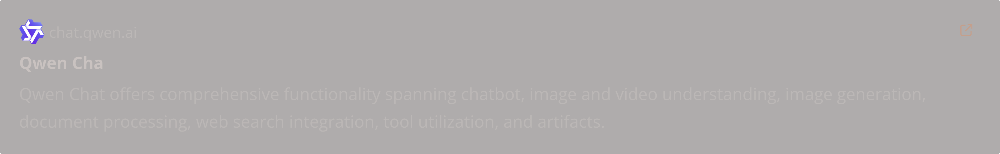 chat.qwen.ai
Qwen Cha
Qwen Chat offers comprehensive functionality spanning chatbot, image and video understanding, image generation,
document processing, web search integration, tool utilization, and artifacts.